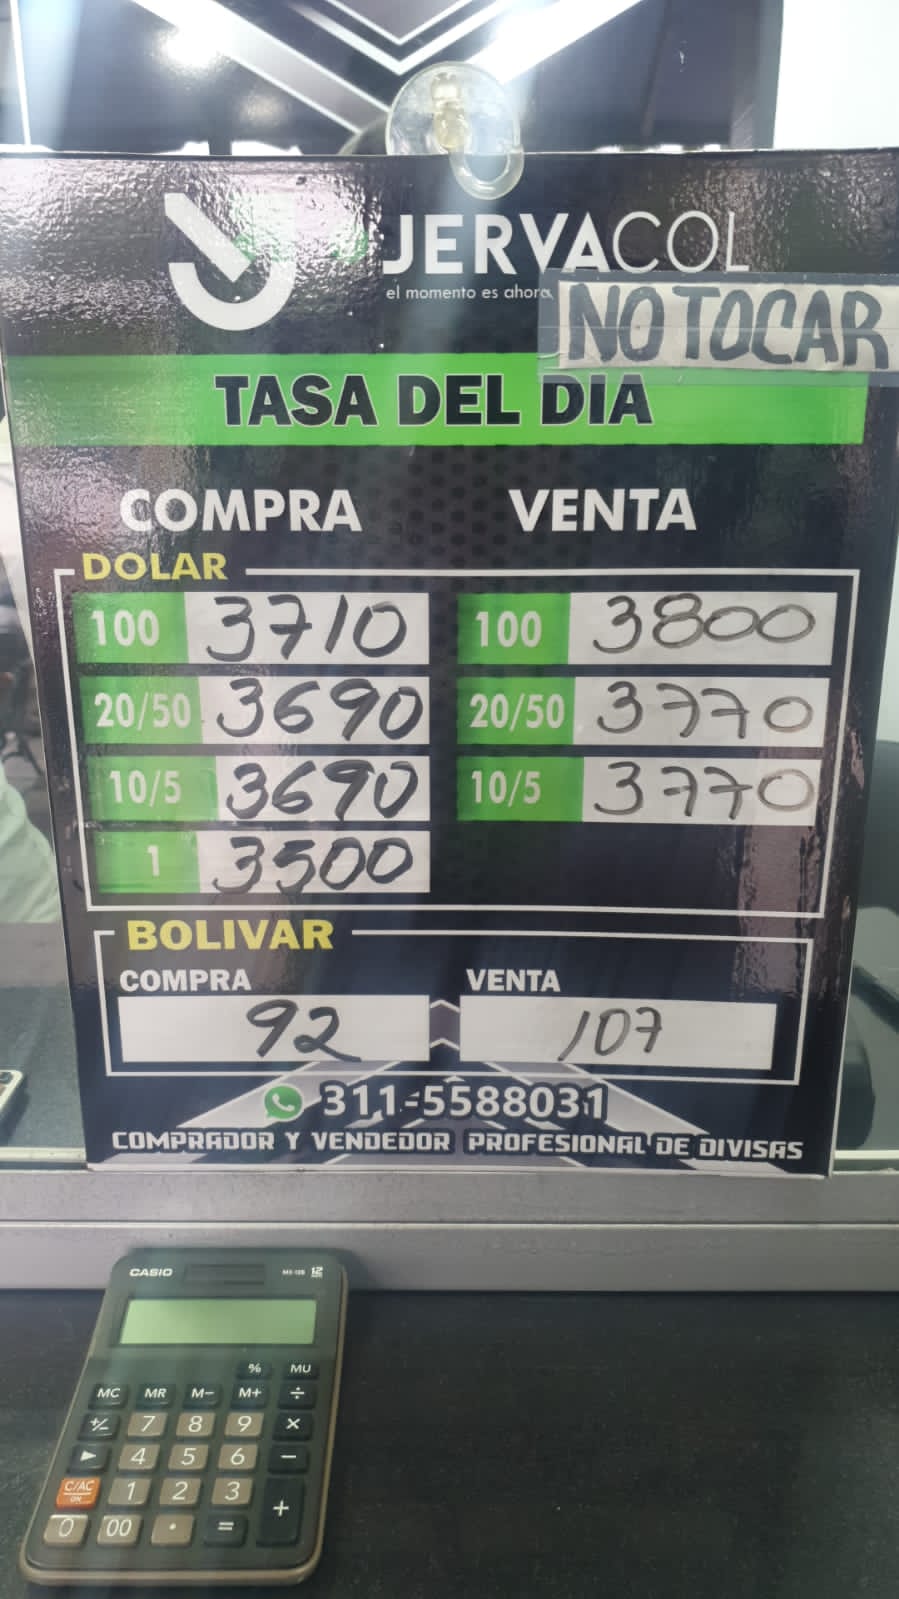 JERVACOL
el momento es ahora
NO TOCAR
TASA DEL DIA
COMPRA VENTA
DOLAR
100 3710 100 3800
20/50 3690 20/50 3770
10/5 3690 10/5 3770
1 3500
BOLIVAR
COMPRA VENTA
92 107
311-5588031
COMPRADOR Y VENDEDOR PROFESIONAL DE DIVISAS
CASIO 12
% MU
MC MR M− M+ ÷
+/− 7 8 9 ×
▶ 4 5 6 −
C/AC ON 1 2 3 +
0 00 · =